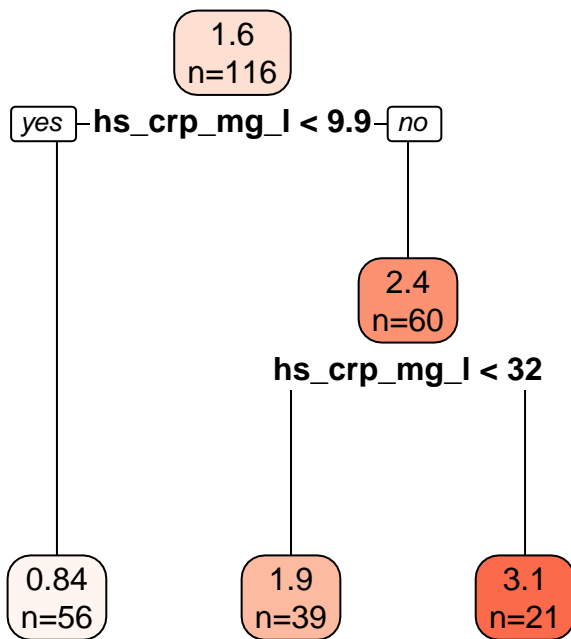 1.6
n=116
yes hs_crp_mg_l < 9.9 no
2.4
n=60
hs_crp_mg_l < 32
0.84
n=56
1.9
n=39
3.1
n=21